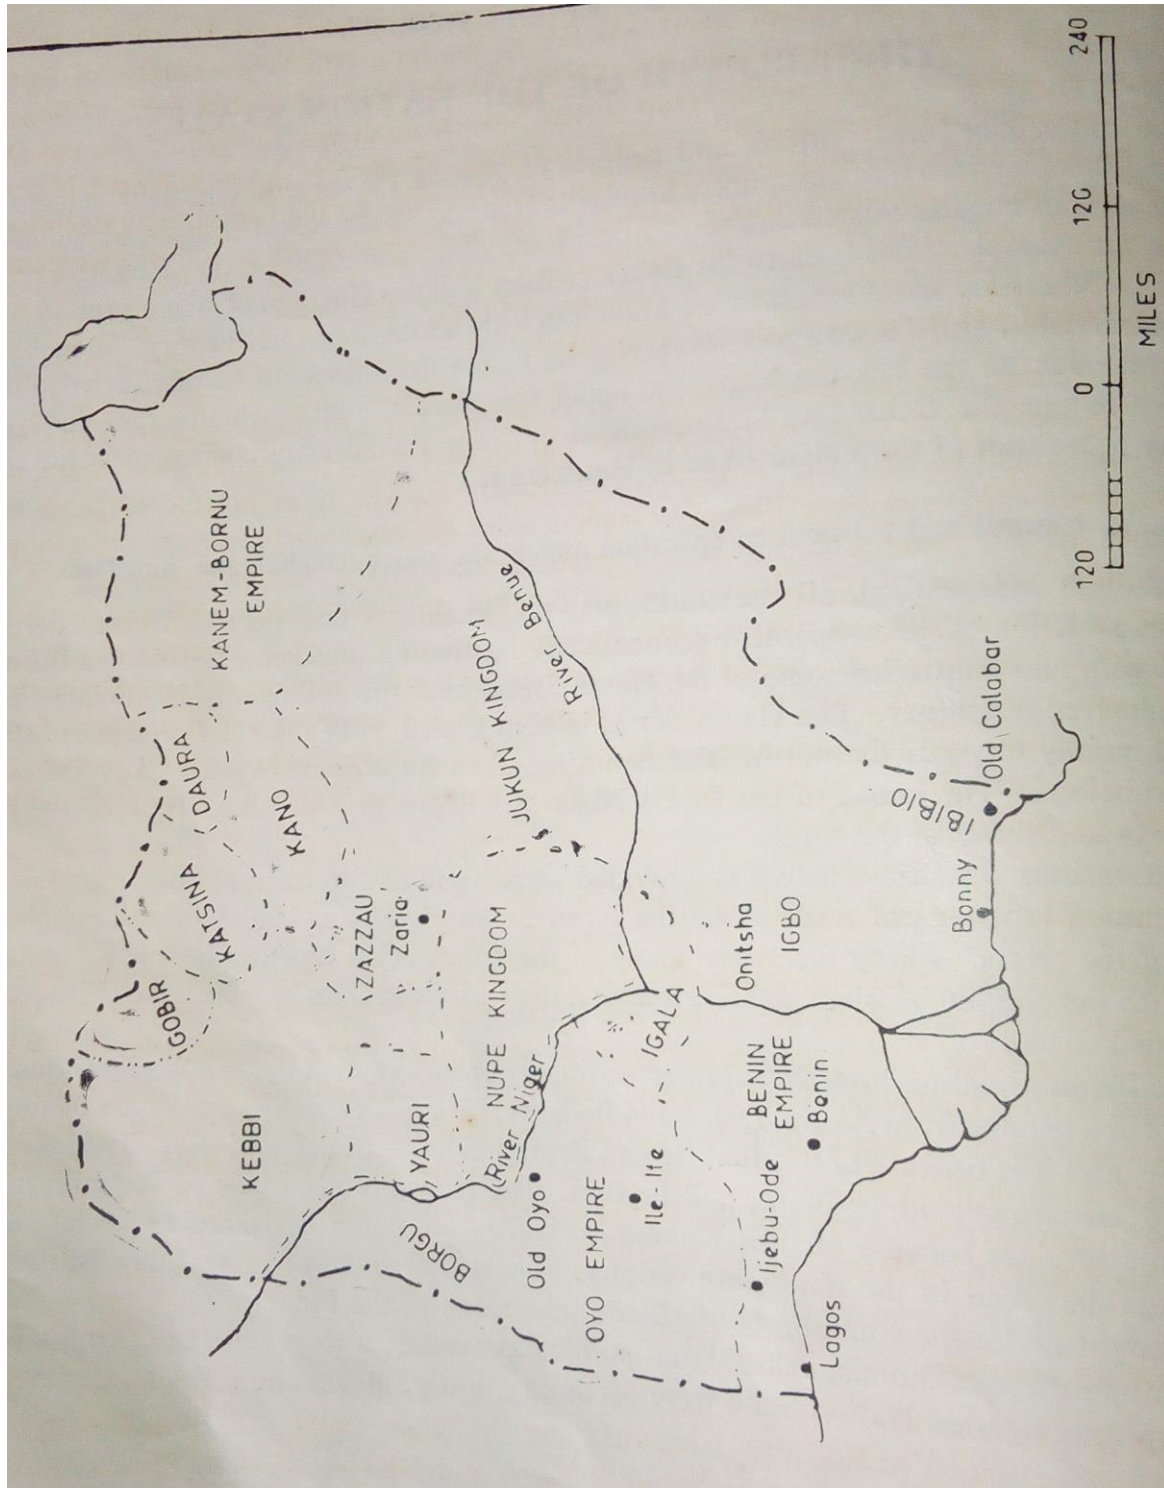 GOBIR
KATSINA
DAURA
KANEM-BORNU
EMPIRE
KEBBI
KANO
ZAZZAU
Zaria
YAURI
BORGU
NUPE KINGDOM
JUKUN KINGDOM
River Niger
River Benue
Old Oyo
OYO EMPIRE
Ile-Ife
IGALA
Onitsha
IGBO
BENIN
EMPIRE
Benin
Ijebu-Ode
Lagos
Bonny
IBIBIO
Old Calabar
120 0 120 240
MILES